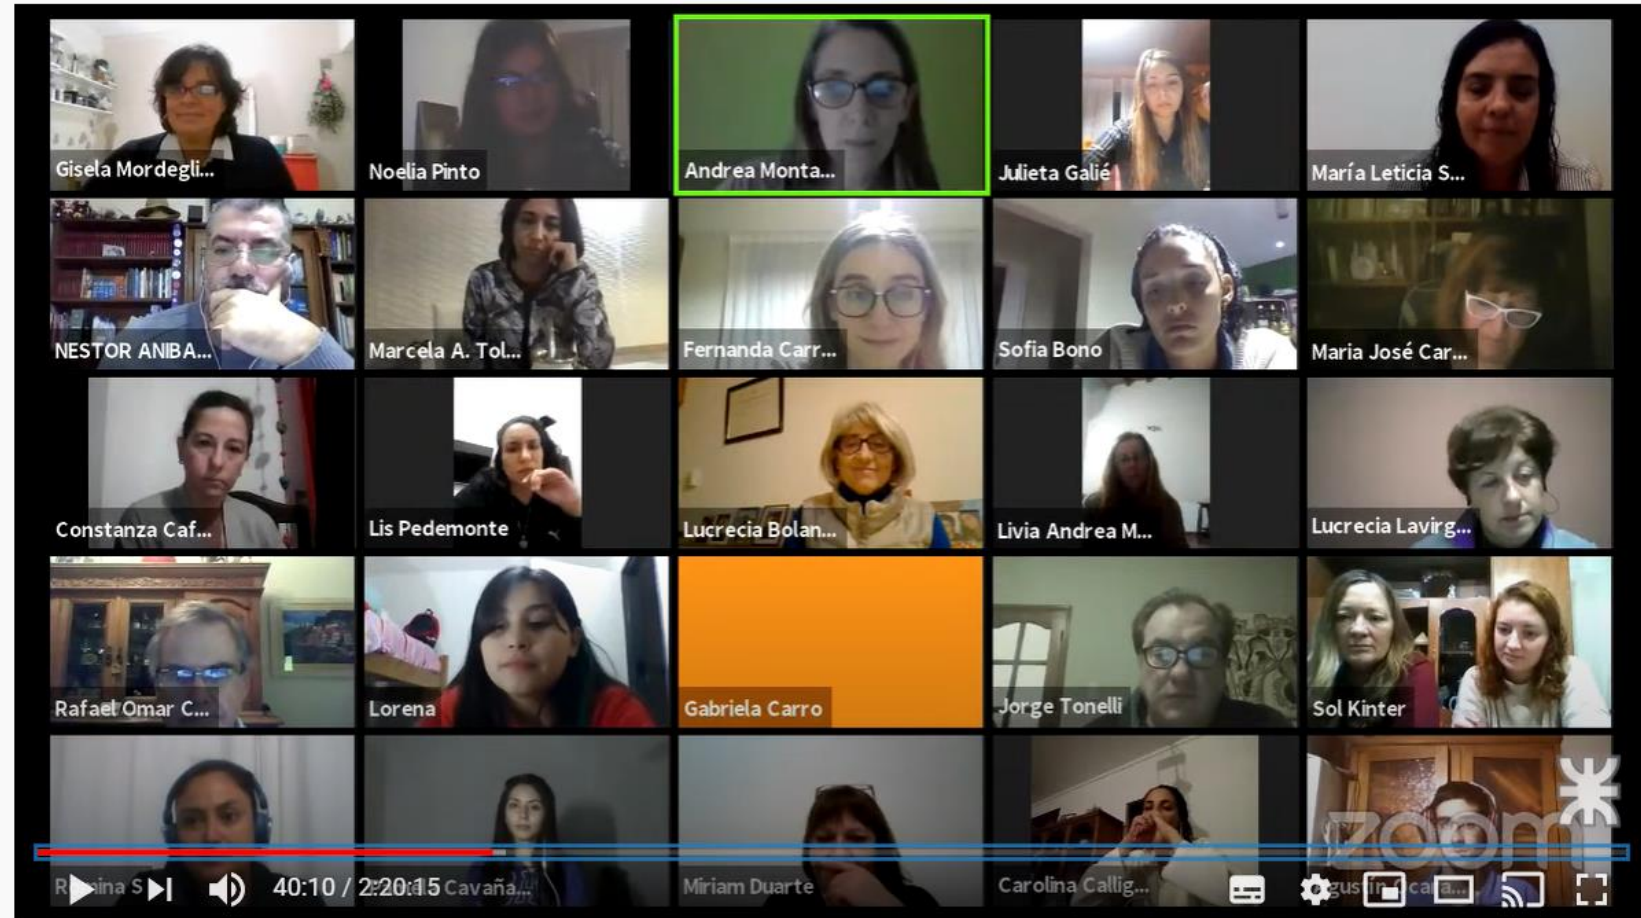 Gisela Mordegli...
Noelia Pinto
Andrea Monta...
Julieta Galié
María Leticia S...
NESTOR ANIBA...
Marcela A. Tol...
Fernanda Carr...
Sofia Bono
Maria José Car...
Constanza Caf...
Lis Pedemonte
Lucrecia Bolan...
Livia Andrea M...
Lucrecia Lavirg...
Rafael Omar C...
Lorena
Gabriela Carro
Jorge Tonelli
Sol Kinter
zoom
40:10 / 2:20:15
Cavaña...
Miriam Duarte
Carolina Callig...